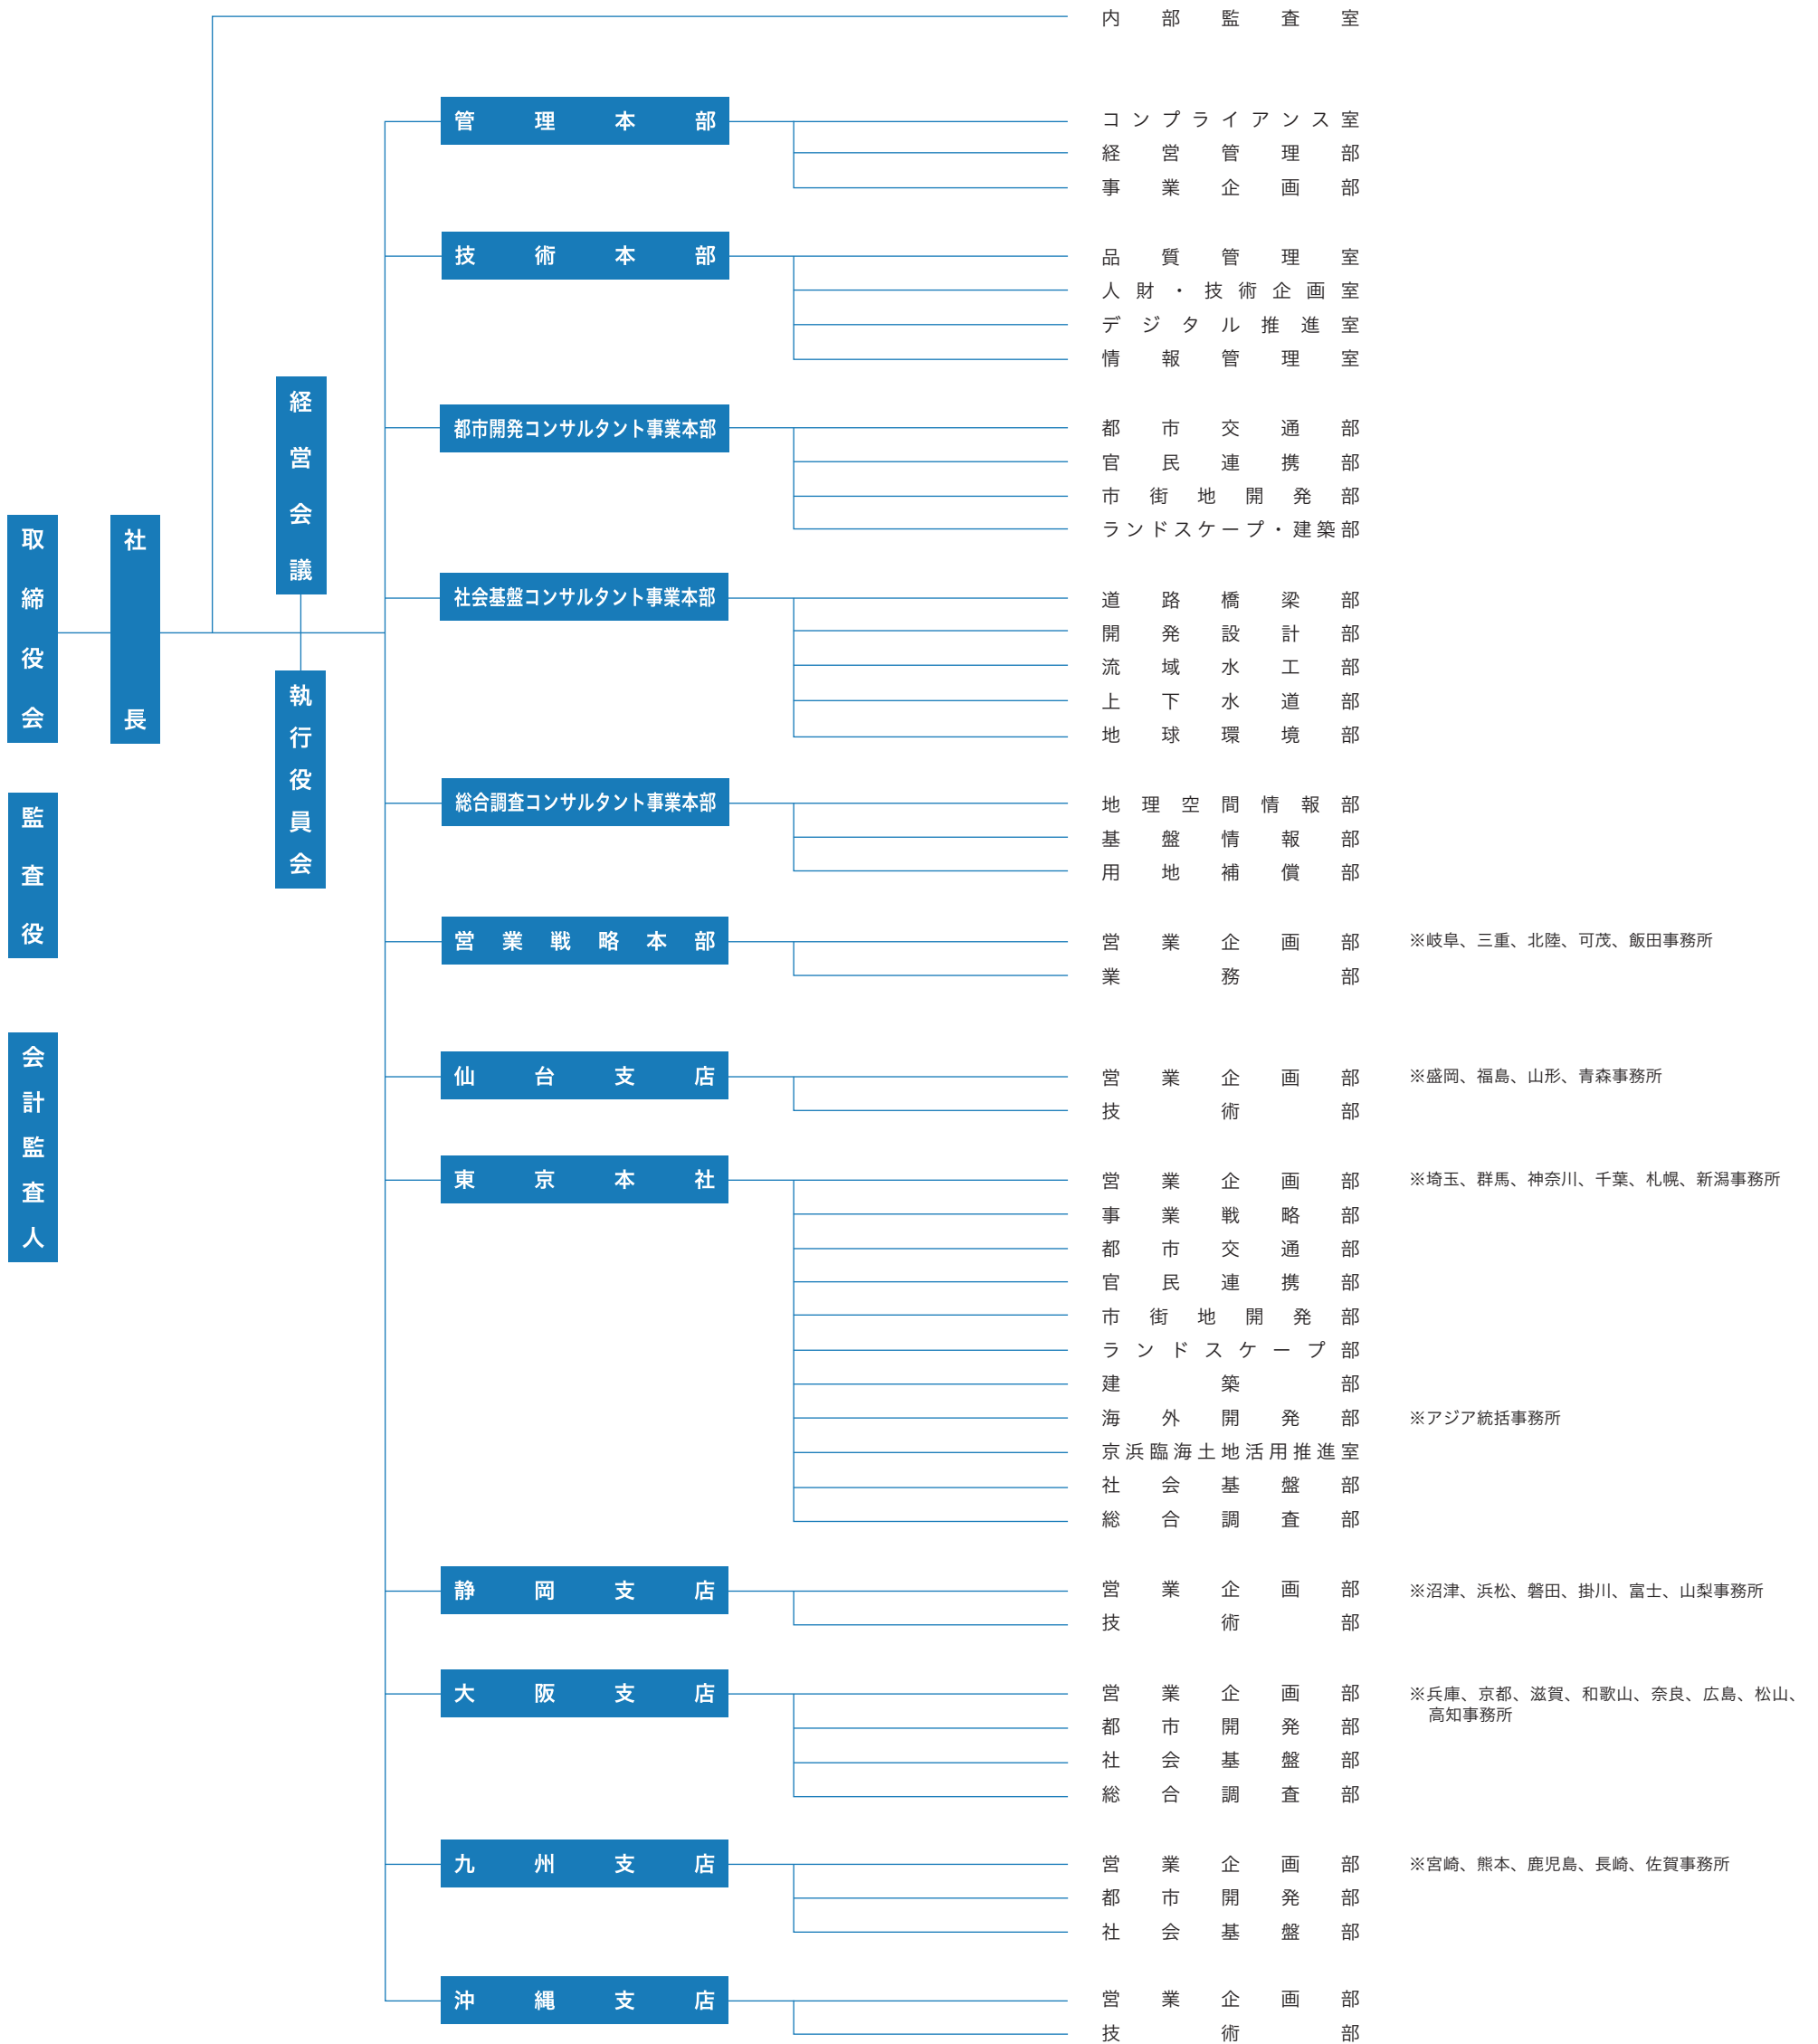 取締役会
監査役
会計監査人
社長
経営会議
執行役員会
内部監査室
管理本部
コンプライアンス室
経営管理部
事業企画部
技術本部
品質管理室
人財・技術企画室
デジタル推進室
情報管理室
都市開発コンサルタント事業本部
都市交通部
官民連携部
市街地開発部
ランドスケープ・建築部
社会基盤コンサルタント事業本部
道路橋梁部
開発設計部
流域水工部
上下水道部
地球環境部
総合調査コンサルタント事業本部
地理空間情報部
基盤情報部
用地補償部
営業戦略本部
営業企画部 ※岐阜、三重、北陸、可茂、飯田事務所
業務部
仙台支店
営業企画部 ※盛岡、福島、山形、青森事務所
技術部
東京本社
営業企画部 ※埼玉、群馬、神奈川、千葉、札幌、新潟事務所
事業戦略部
都市交通部
官民連携部
市街地開発部
ランドスケープ部
建築部
海外開発部 ※アジア統括事務所
京浜臨海土地活用推進室
社会基盤部
総合調査部
静岡支店
営業企画部 ※沼津、浜松、磐田、掛川、富士、山梨事務所
技術部
大阪支店
営業企画部 ※兵庫、京都、滋賀、和歌山、奈良、広島、松山、
高知事務所
都市開発部
社会基盤部
総合調査部
九州支店
営業企画部 ※宮崎、熊本、鹿児島、長崎、佐賀事務所
都市開発部
社会基盤部
沖縄支店
営業企画部
技術部